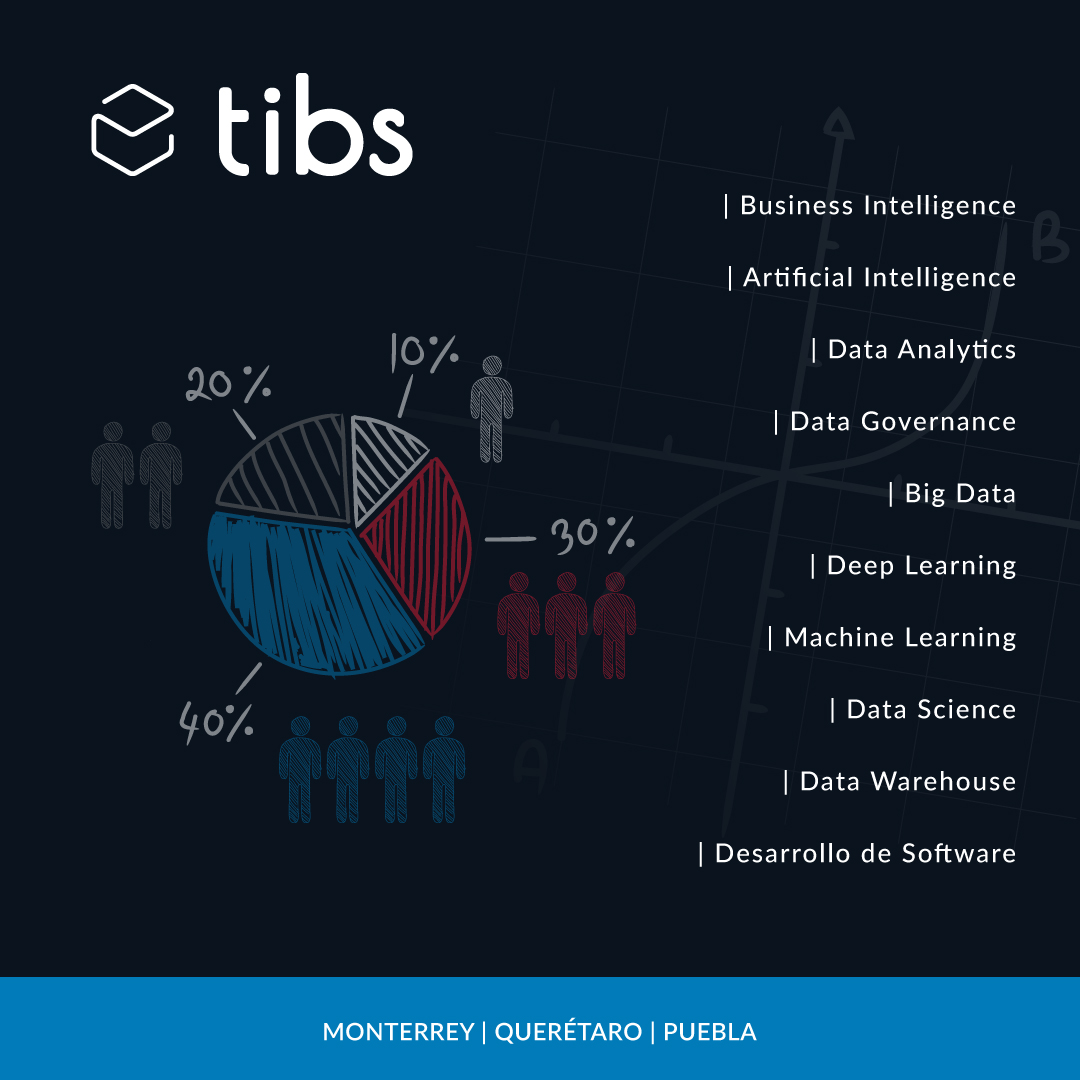 tibs
| Business Intelligence
| Artificial Intelligence
| Data Analytics
| Data Governance
| Big Data
| Deep Learning
| Machine Learning
| Data Science
| Data Warehouse
| Desarrollo de Software
10%
20%
30%
40%
B
A
MONTERREY | QUERÉTARO | PUEBLA